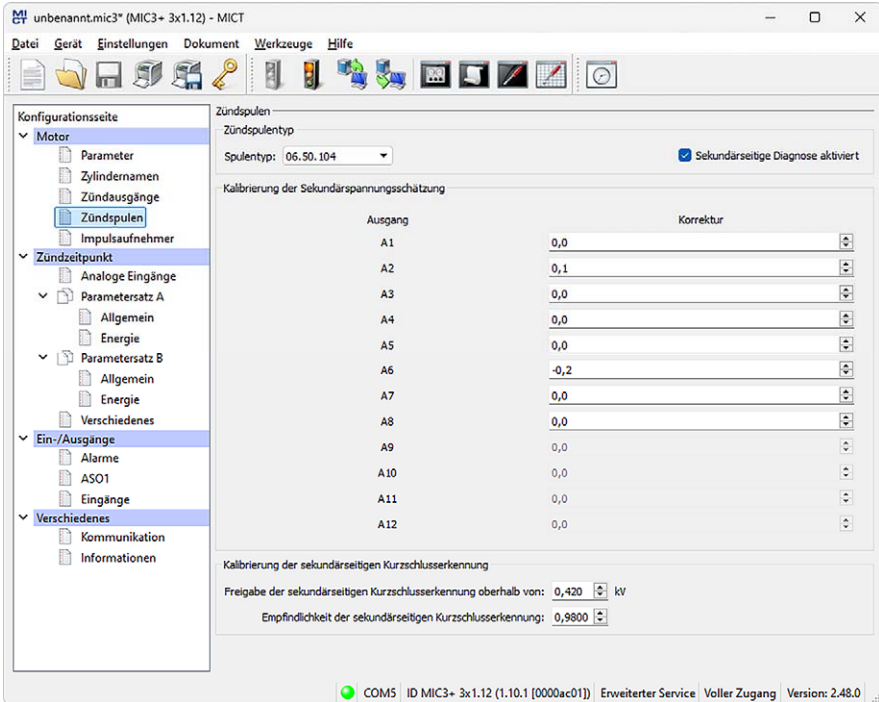 MICT unbenannt.mic3* (MIC3+ 3x1.12) - MICT
Datei Gerät Einstellungen Dokument Werkzeuge Hilfe
Konfigurationsseite
Motor
Parameter
Zylindernamen
Zündausgänge
Zündspulen
Impulsaufnehmer
Zündzeitpunkt
Analoge Eingänge
Parametersatz A
Allgemein
Energie
Parametersatz B
Allgemein
Energie
Verschiedenes
Ein-/Ausgänge
Alarme
ASO1
Eingänge
Verschiedenes
Kommunikation
Informationen
Zündspulen
Zündspulentyp
Spulentyp: 06.50.104 Sekundärseitige Diagnose aktiviert
Kalibrierung der Sekundärspannungsschätzung
Ausgang Korrektur
A1 0,0
A2 0,1
A3 0,0
A4 0,0
A5 0,0
A6 -0,2
A7 0,0
A8 0,0
A9 0,0
A10 0,0
A11 0,0
A12 0,0
Kalibrierung der sekundärseitigen Kurzschlusserkennung
Freigabe der sekundärseitigen Kurzschlusserkennung oberhalb von: 0,420 kV
Empfindlichkeit der sekundärseitigen Kurzschlusserkennung: 0,9800
COM5 ID MIC3+ 3x1.12 (1.10.1 [0000ac01]) Erweiterter Service Voller Zugang Version: 2.48.0